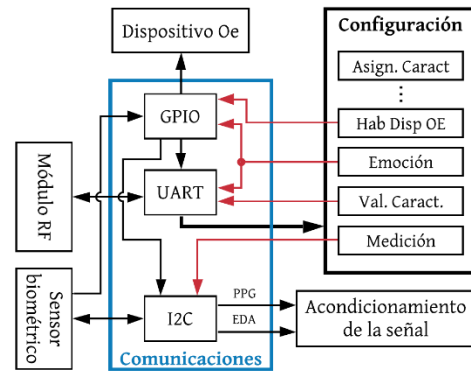 Dispositivo Oe
Configuración
Asign. Caract
⋮
Hab Disp OE
Emoción
Val. Caract.
Medición
GPIO
UART
I2C
Comunicaciones
Módulo RF
Sensor
biométrico
PPG
EDA
Acondicionamiento
de la señal